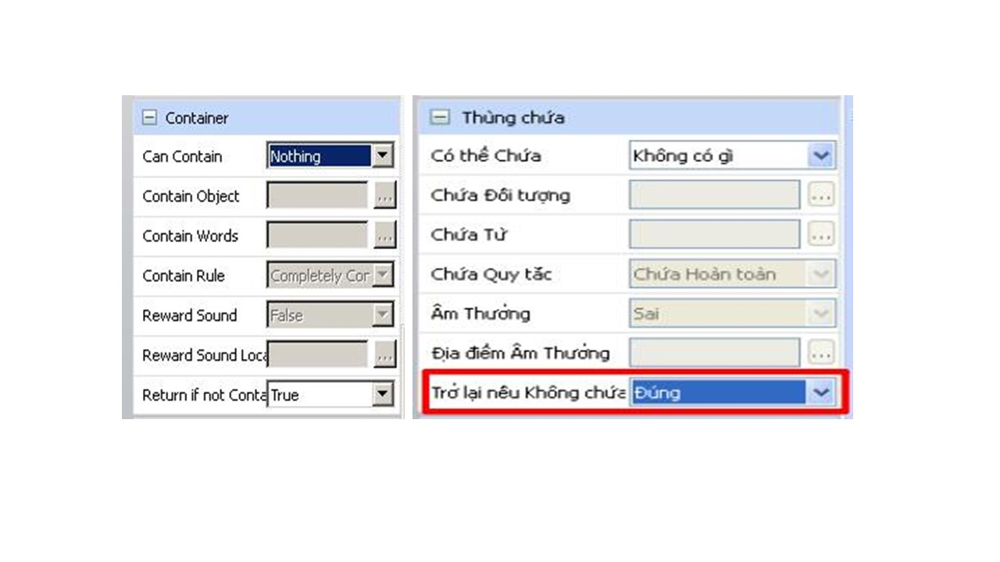 Container
Can Contain Nothing
Contain Object ...
Contain Words ...
Contain Rule Completely Cor
Reward Sound False
Reward Sound Loca ...
Return if not Conta True
Thùng chứa
Có thể Chứa Không có gì
Chứa Đối tượng ...
Chứa Từ ...
Chứa Quy tắc Chứa Hoàn toàn
Âm Thưởng Sai
Địa điểm Âm Thưởng ...
Trở lại nếu Không chứa Đúng